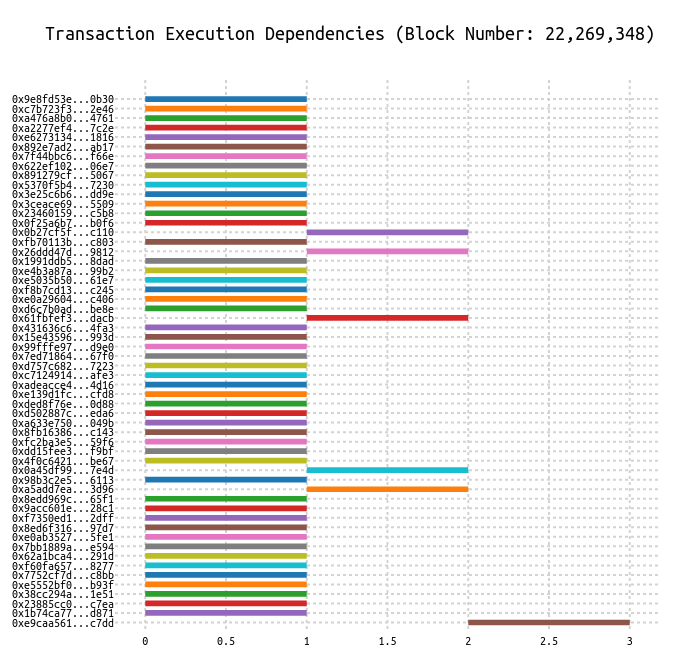 Transaction Execution Dependencies (Block Number: 22,269,348)
0x9e8fd53e...0b30
0xc7b723f3...2e46
0xa476a8b0...4761
0xa2277ef4...7c2e
0xe6273134...1816
0x892e7ad2...ab17
0x7f44bbc6...f66e
0x622ef102...06e7
0x891279cf...5067
0x5370f5b4...7230
0x3e25c6b6...dd9e
0x3ceace69...5509
0x23460159...c5b8
0x0f25a6b7...b0f6
0x0b27cf5f...c110
0xfb70113b...c803
0x26ddd47d...9812
0x1991ddb5...8dad
0xe4b3a87a...99b2
0xe5035b50...61e7
0xf8b7cd13...c245
0xe0a29604...c406
0xd6c7b0ad...be8e
0x61fbfef3...dacb
0x431636c6...4fa3
0x15e43596...993d
0x99fffe97...d9e0
0x7ed71864...67f0
0xd757c682...7223
0xc7124914...afe3
0xadeacce4...4d16
0xe139d1fc...cfd8
0xded8f76e...0d88
0xd502887c...eda6
0xa633e750...049b
0x8fb16386...c143
0xfc2ba3e5...59f6
0xdd15fee3...f9bf
0x4f0c6421...be67
0x0a45df99...7e4d
0x98b3c2e5...6113
0xa5add7ea...3d96
0x8edd969c...65f1
0x9acc601e...28c1
0xf7350ed1...2dff
0x8ed6f316...97d7
0xe0ab3527...5fe1
0x7bb1889a...e594
0x62a1bca4...291d
0xf60fa657...8277
0x7752cf7d...c8bb
0xe5552bf0...b93f
0x38cc294a...1e51
0x23885cc0...c7ea
0x1b74ca77...d871
0xe9caa561...c7dd
0 0.5 1 1.5 2 2.5 3